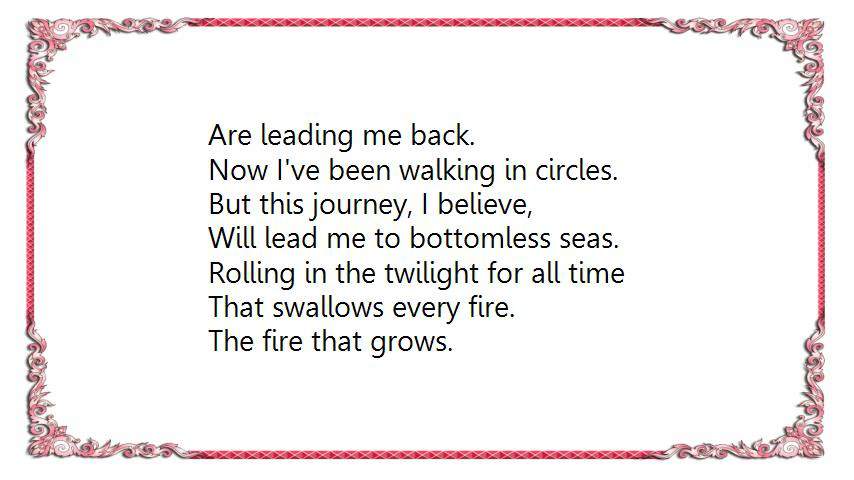 Are leading me back.
Now I've been walking in circles.
But this journey, I believe,
Will lead me to bottomless seas.
Rolling in the twilight for all time
That swallows every fire.
The fire that grows.